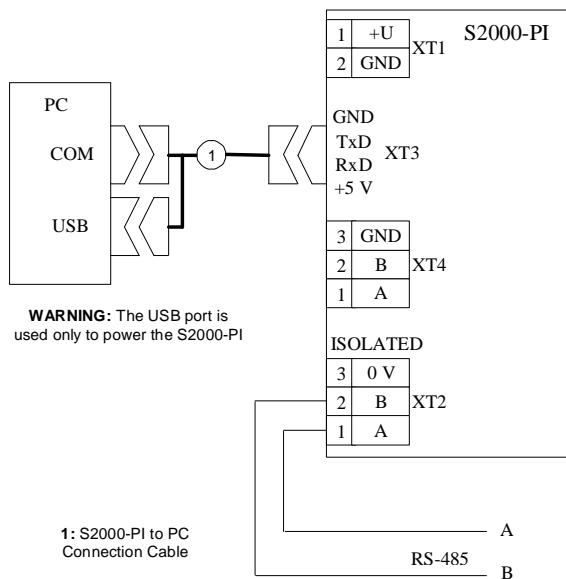 S2000-PI
1 +U XT1
2 GND
PC
COM
USB
1
GND
TxD
RxD
+5 V
XT3
3 GND
2 B XT4
1 A
WARNING: The USB port is
used only to power the S2000-PI
ISOLATED
3 0 V
2 B XT2
1 A
1: S2000-PI to PC
Connection Cable
A
RS-485
B